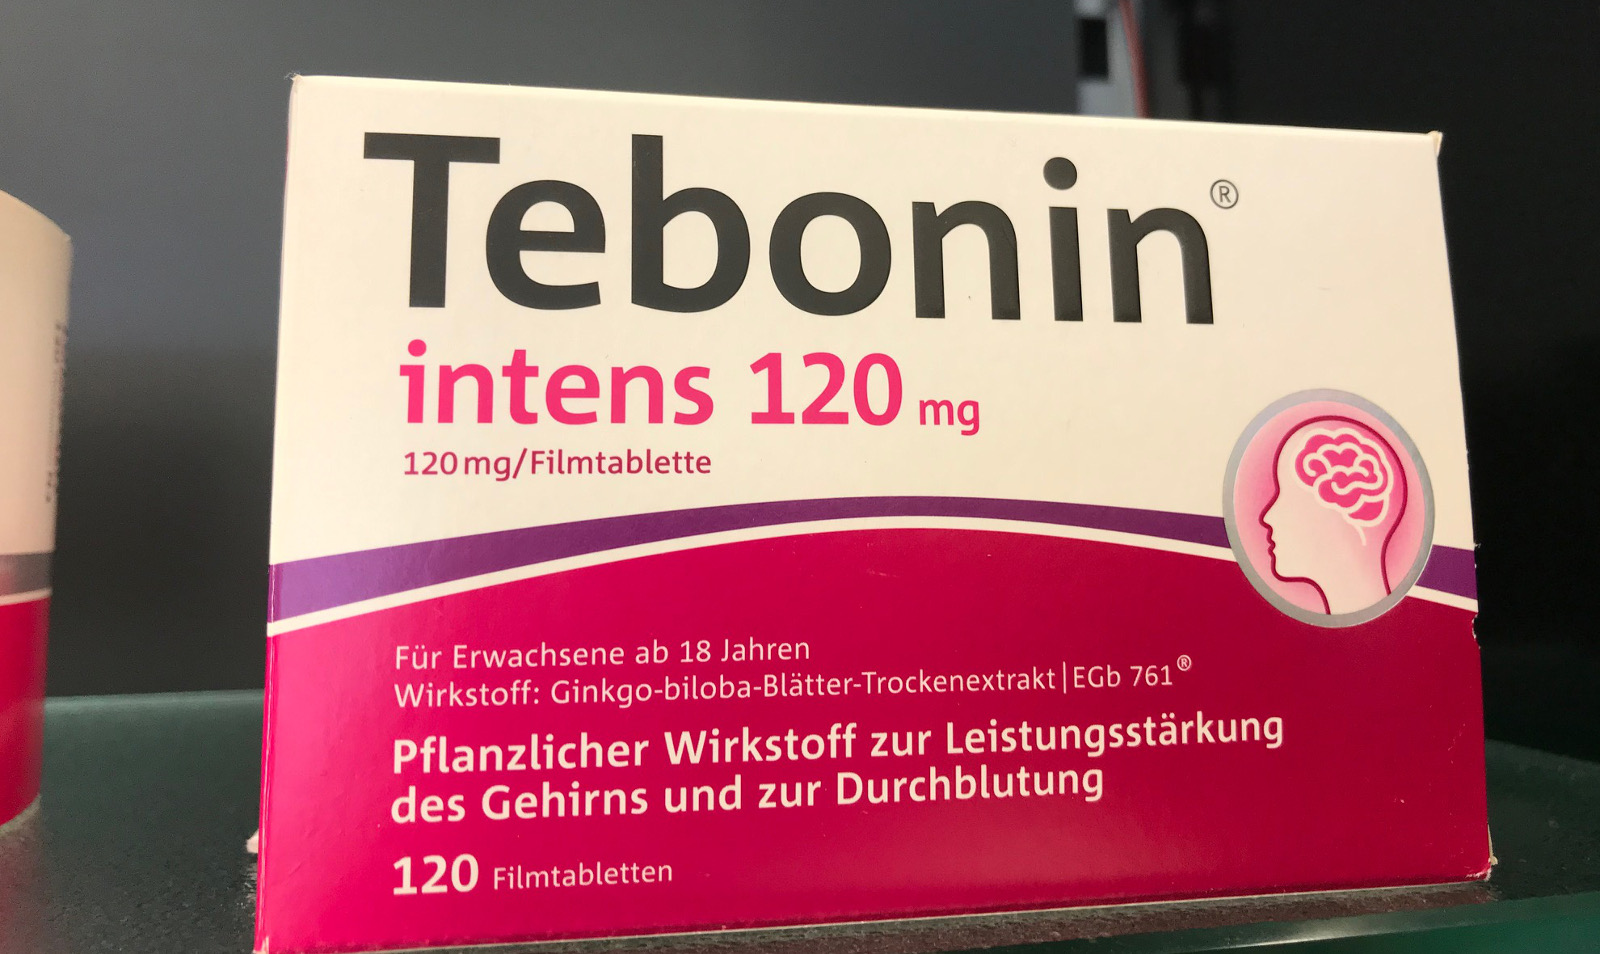 Tebonin®
intens 120 mg
120 mg/Filmtablette
Für Erwachsene ab 18 Jahren
Wirkstoff: Ginkgo-biloba-Blätter-Trockenextrakt | EGb 761®
Pflanzlicher Wirkstoff zur Leistungsstärkung
des Gehirns und zur Durchblutung
120 Filmtabletten